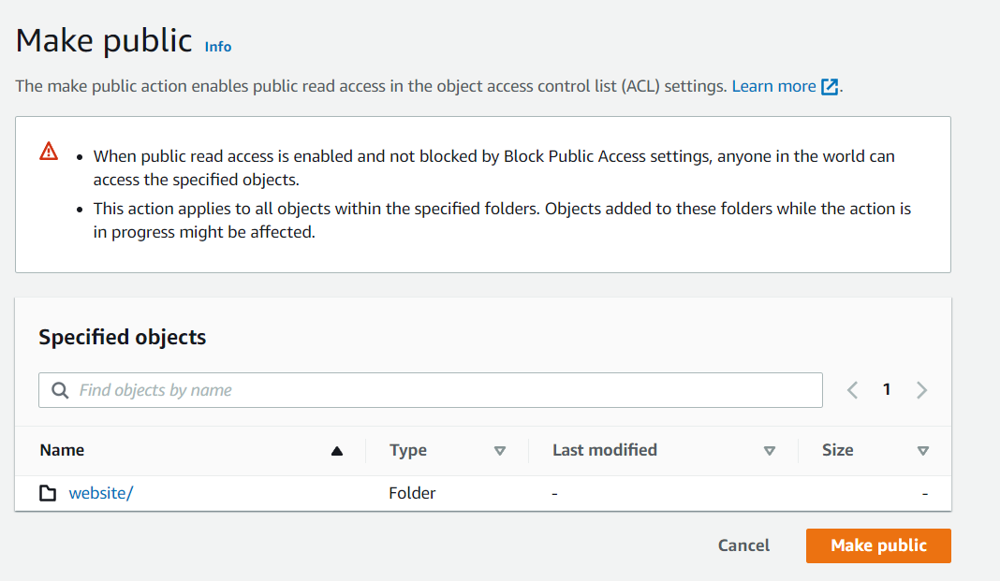 Make public Info
The make public action enables public read access in the object access control list (ACL) settings. Learn more.
When public read access is enabled and not blocked by Block Public Access settings, anyone in the world can
access the specified objects.
This action applies to all objects within the specified folders. Objects added to these folders while the action is
in progress might be affected.
Specified objects
Find objects by name 1
Name Type Last modified Size
website/ Folder - -
Cancel Make public